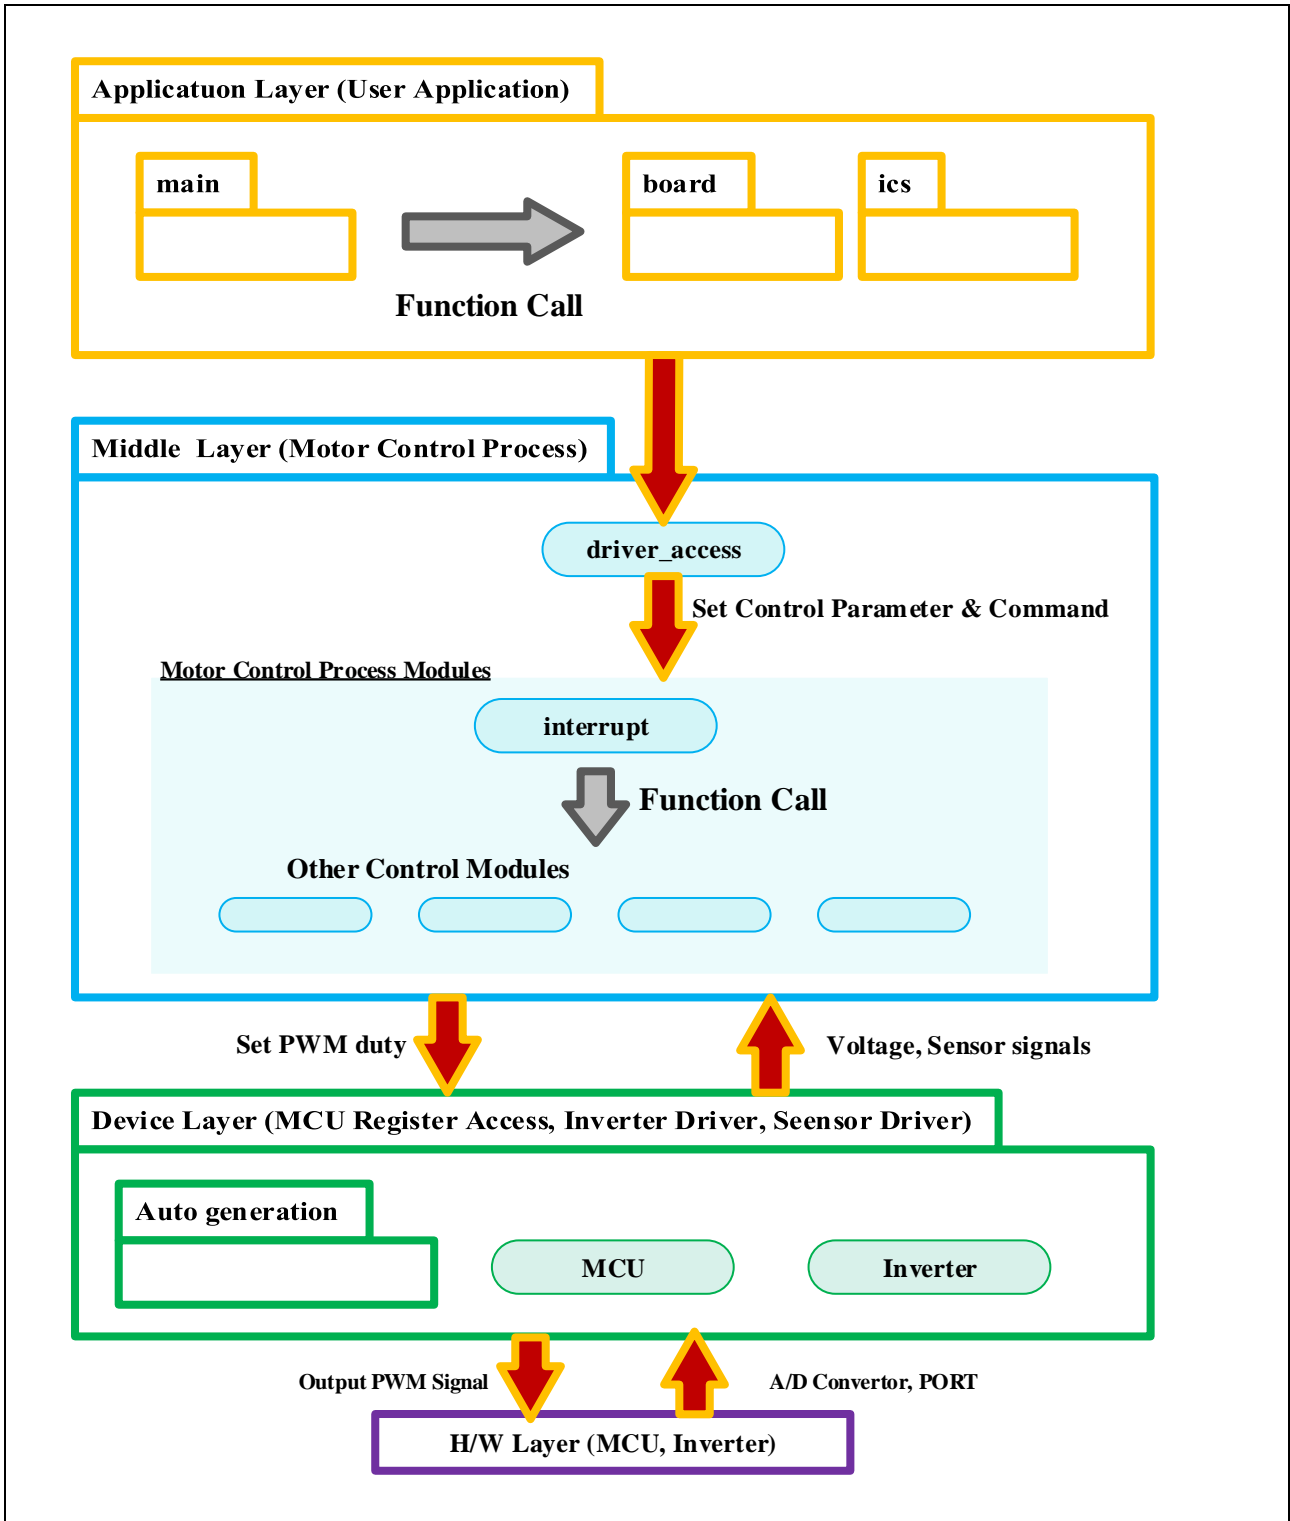 Applicatuon Layer (User Application)
main
board
ics
Function Call
Middle  Layer (Motor Control Process)
driver_access
Set Control Parameter & Command
Motor Control Process Modules
interrupt
Function Call
Other Control Modules
Set PWM duty
Voltage, Sensor signals
Device Layer (MCU Register Access, Inverter Driver, Seensor Driver)
Auto generation
MCU
Inverter
Output PWM Signal
A/D Convertor, PORT
H/W Layer (MCU, Inverter)